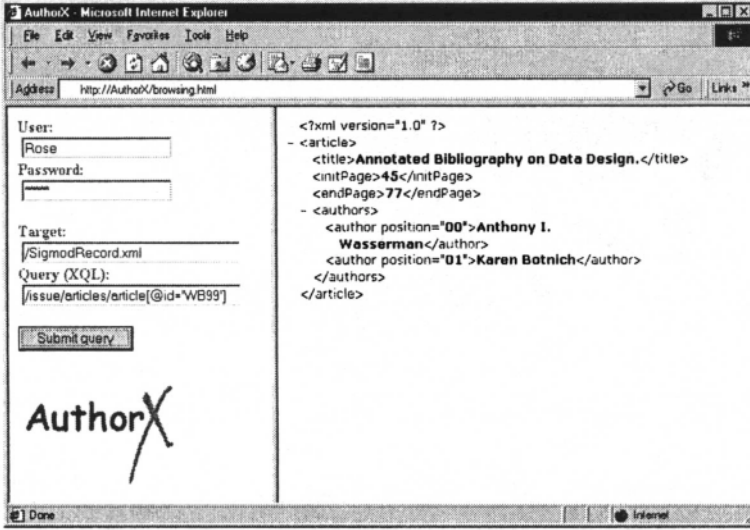 AuthorX - Microsoft Internet Explorer
File Edit View Favorites Tools Help
Address http://AuthorX/browsing.html Go Links »
User:
Rose
Password:
****
Target:
/SigmodRecord.xml
Query (XQL):
/issue/articles/article[@id='WB99']
Submit query
AuthorX
<?xml version="1.0" ?>
- <article>
<title>Annotated Bibliography on Data Design.</title>
<initPage>45</initPage>
<endPage>77</endPage>
- <authors>
<author position="00">Anthony I.
Wasserman</author>
<author position="01">Karen Botnich</author>
</authors>
</article>
Done Internet